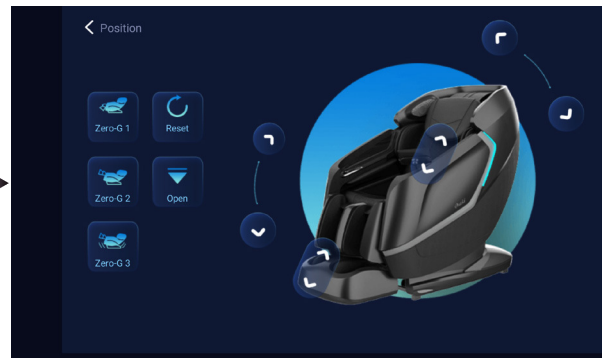 Position
Zero-G 1
Reset
Zero-G 2
Open
Zero-G 3